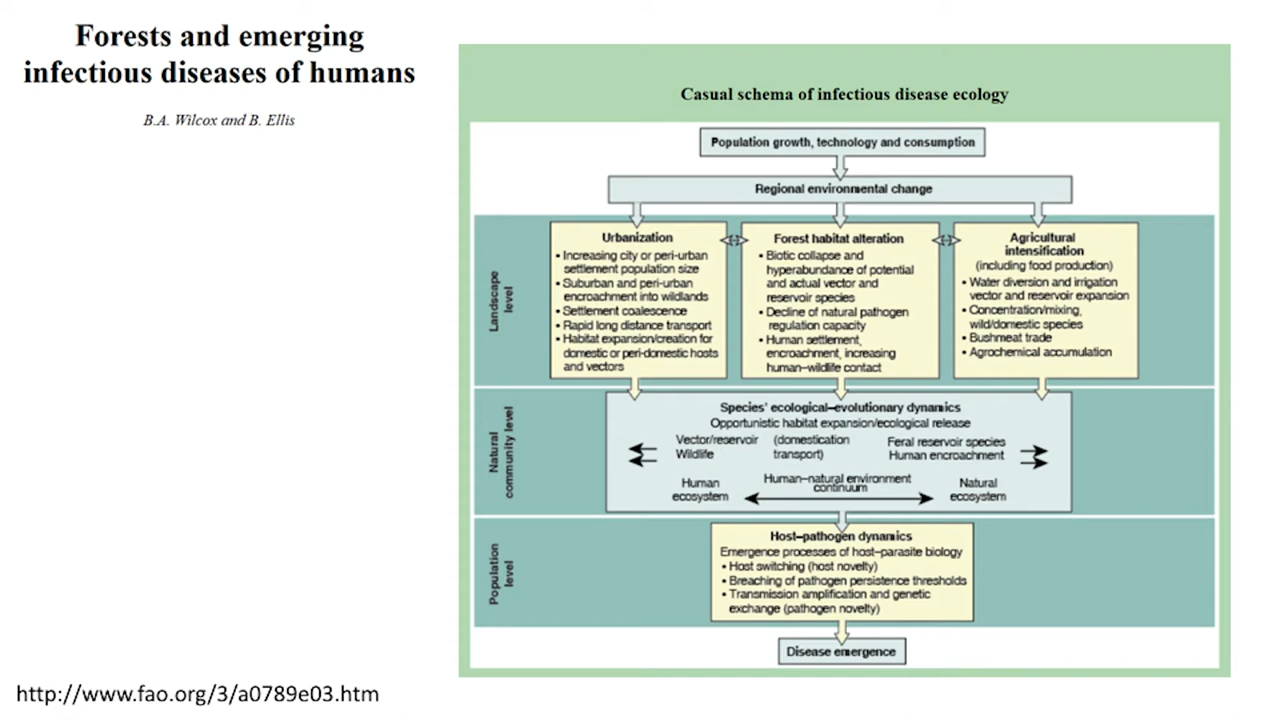 Forests and emerging
infectious diseases of humans
B.A. Wilcox and B. Ellis
Casual schema of infectious disease ecology
Population growth, technology and consumption
Regional environmental change
Landscape
level
Urbanization
• Increasing city or peri-urban
settlement population size
• Suburban and peri-urban
encroachment into wildlands
• Settlement coalescence
• Rapid long distance transport
• Habitat expansion/creation for
domestic or peri-domestic hosts
and vectors
Forest habitat alteration
• Biotic collapse and
hyperabundance of potential
and actual vector and
reservoir species
• Decline of natural pathogen
regulation capacity
• Human settlement,
encroachment, increasing
human–wildlife contact
Agricultural
intensification
(including food production)
• Water diversion and irrigation
vector and reservoir expansion
• Concentration/mixing,
wild/domestic species
• Bushmeat trade
• Agrochemical accumulation
Natural
community level
Species' ecological–evolutionary dynamics
Opportunistic habitat expansion/ecological release
Vector/reservoir (domestication Feral reservoir species
Wildlife transport) Human encroachment
Human
ecosystem
Human–natural environment
continuum
Natural
ecosystem
Population
level
Host–pathogen dynamics
Emergence processes of host–parasite biology
• Host switching (host novelty)
• Breaching of pathogen persistence thresholds
• Transmission amplification and genetic
exchange (pathogen novelty)
Disease emergence
http://www.fao.org/3/a0789e03.htm